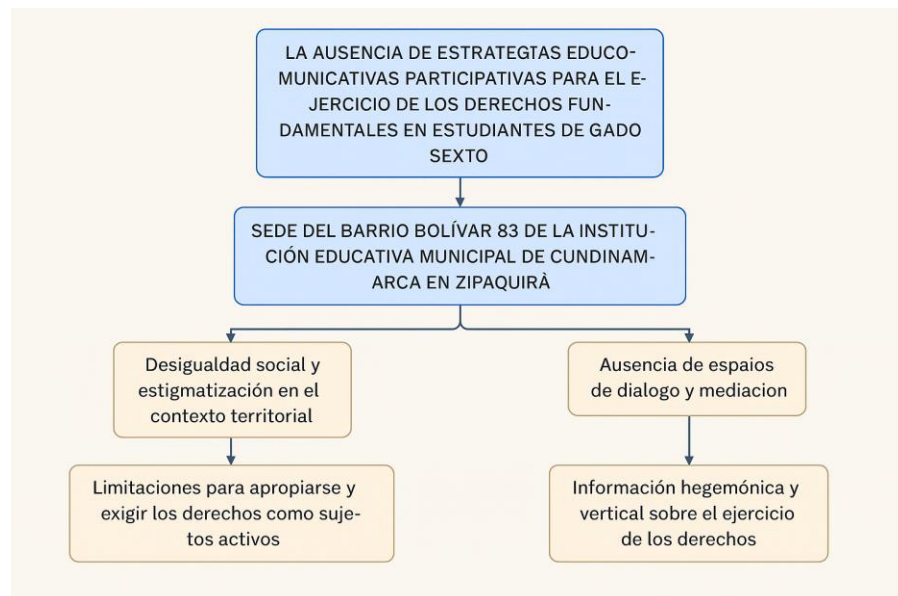 LA AUSENCIA DE ESTRATEGTAS EDUCO-
MUNICATIVAS PARTICIPATIVAS PARA EL E-
JERCICIO DE LOS DERECHOS FUN-
DAMENTALES EN ESTUDIANTES DE GADO
SEXTO
SEDE DEL BARRIO BOLÍVAR 83 DE LA INSTITU-
CIÓN EDUCATIVA MUNICIPAL DE CUNDINAM-
ARCA EN ZIPAQUIRÀ
Desigualdad social y
estigmatización en el
contexto territorial
Ausencia de espaios
de dialogo y mediacion
Limitaciones para apropiarse y
exigir los derechos como suje-
tos activos
Información hegemónica y
vertical sobre el ejercicio
de los derechos